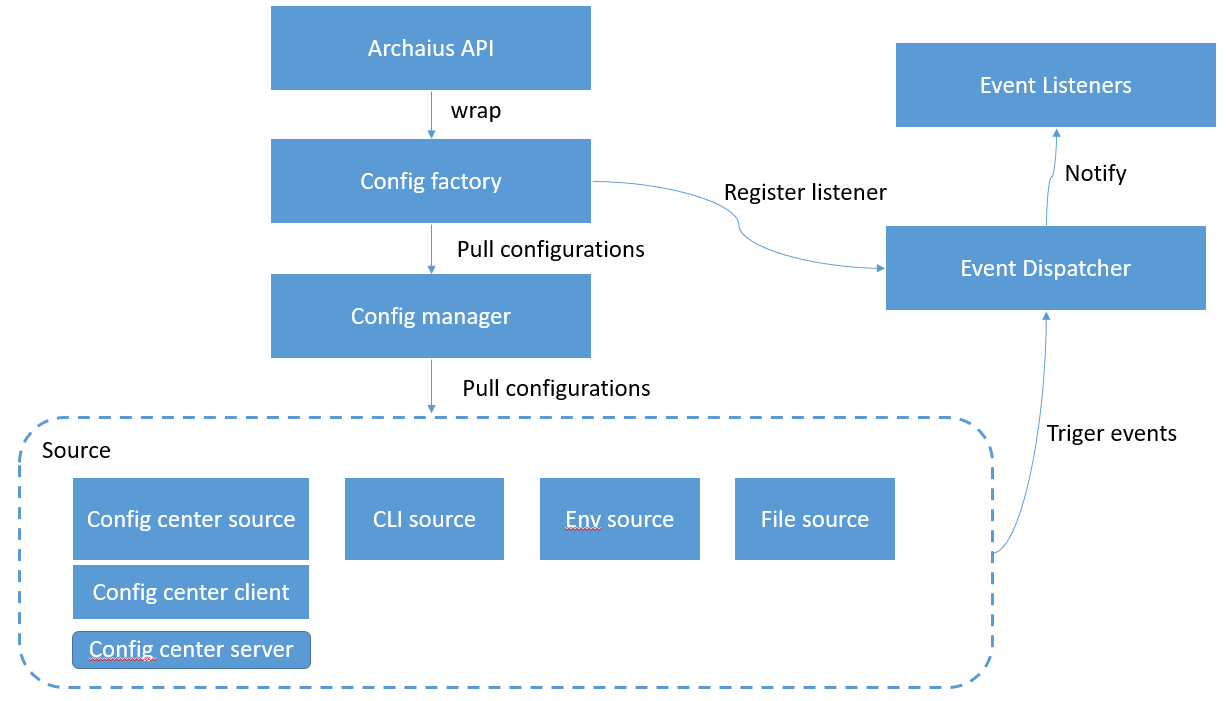 Archaius API
Event Listeners
wrap
Config factory
Notify
Register listener
Pull configurations
Event Dispatcher
Config manager
Pull configurations
Triger events
Source
Config center source
CLI source
Env source
File source
Config center client
Config center server